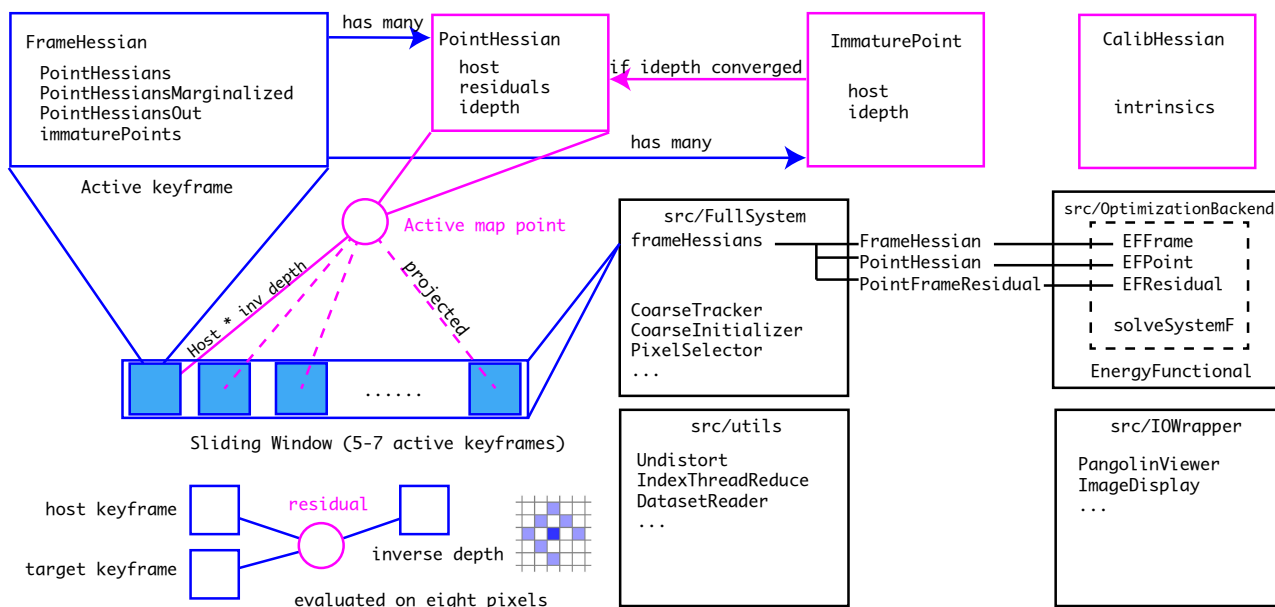 FrameHessian
PointHessians
PointHessiansMarginalized
PointHessiansOut
immaturePoints
Active keyframe
has many
PointHessian
host
residuals
idepth
if idepth converged
ImmaturePoint
host
idepth
has many
CalibHessian
intrinsics
Active map point
Host * inv depth
projected
......
Sliding Window (5-7 active keyframes)
src/FullSystem
frameHessians
CoarseTracker
CoarseInitializer
PixelSelector
...
FrameHessian
PointHessian
PointFrameResidual
src/OptimizationBackend
EFFrame
EFPoint
EFResidual
solveSystemF
EnergyFunctional
host keyframe
target keyframe
residual
inverse depth
evaluated on eight pixels
src/utils
Undistort
IndexThreadReduce
DatasetReader
...
src/IOWrapper
PangolinViewer
ImageDisplay
...